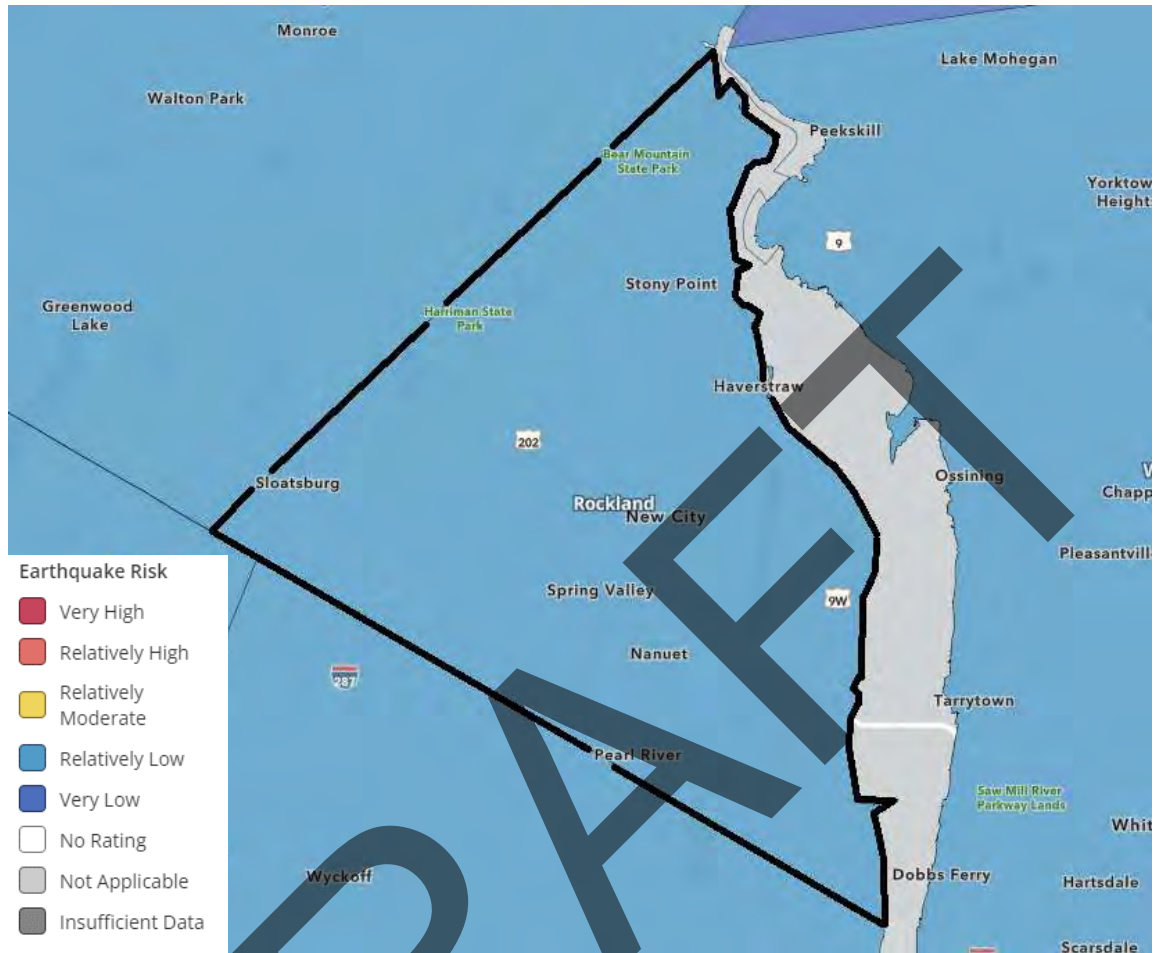 Monroe
Lake Mohegan
Walton Park
Peekskill
Bear Mountain
State Park
Yorktow
Height
9
Stony Point
Greenwood
Lake
Harriman State
Park
Haverstraw
202
Sloatsburg
Ossining
W
Chapp
Rockland
New City
Pleasantvill
Spring Valley
9W
Nanuet
287
Tarrytown
Pearl River
Saw Mill River
Parkway Lands
Whit
Wyckoff
Dobbs Ferry
Hartsdale
Scarsdale
Earthquake Risk
Very High
Relatively High
Relatively
Moderate
Relatively Low
Very Low
No Rating
Not Applicable
Insufficient Data
DRAFT